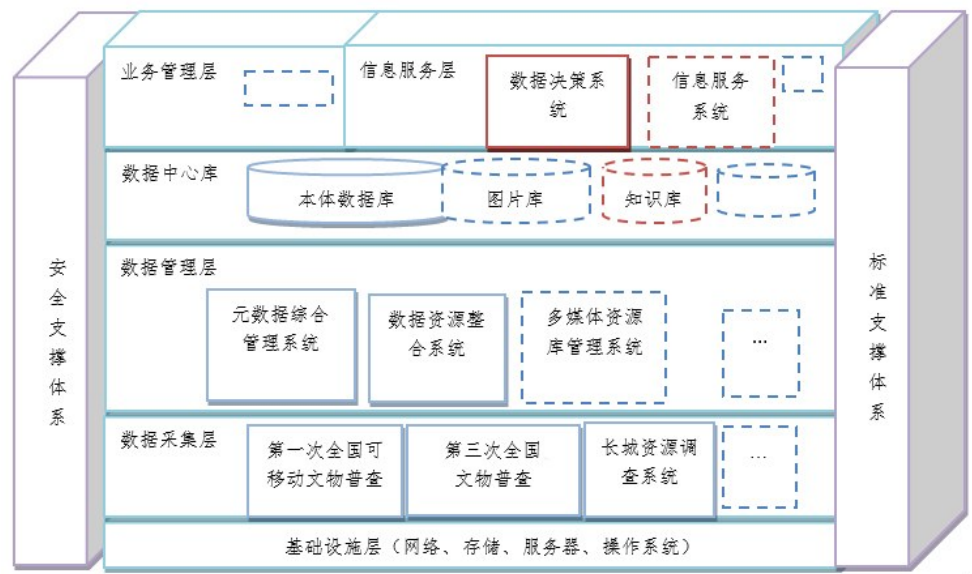 业务管理层
信息服务层
数据决策系
统
信息服务
系统
数据中心库
本体数据库
图片库
知识库
数据管理层
元数据综合
管理系统
数据资源整
合系统
多媒体资源
库管理系统
...
数据采集层
第一次全国可
移动文物普查
第三次全国
文物普查
长城资源调
查系统
...
基础设施层（网络、存储、服务器、操作系统）
安
全
支
撑
体
系
标
准
支
撑
体
系